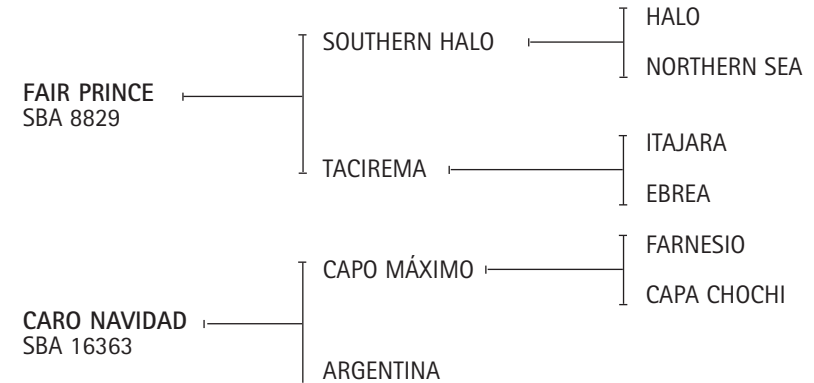 FAIR PRINCE
SBA 8829
SOUTHERN HALO
HALO
NORTHERN SEA
TACIREMA
ITAJARA
EBREA
CARO NAVIDAD
SBA 16363
CAPO MÁXIMO
FARNESIO
CAPA CHOCHI
ARGENTINA